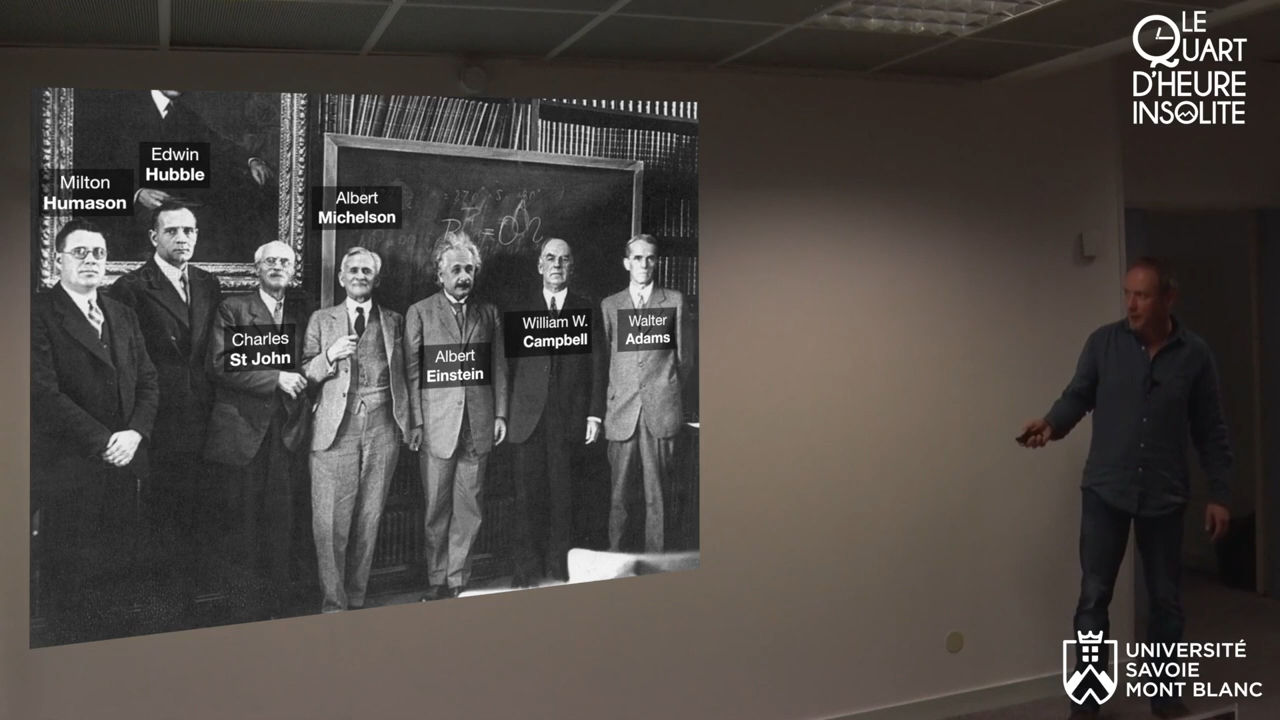 LE
QUART
D'HEURE
INSOLITE
Edwin
Hubble
Milton
Humason
Albert
Michelson
Charles
St John
Albert
Einstein
William W.
Campbell
Walter
Adams
UNIVERSITÉ
SAVOIE
MONT BLANC